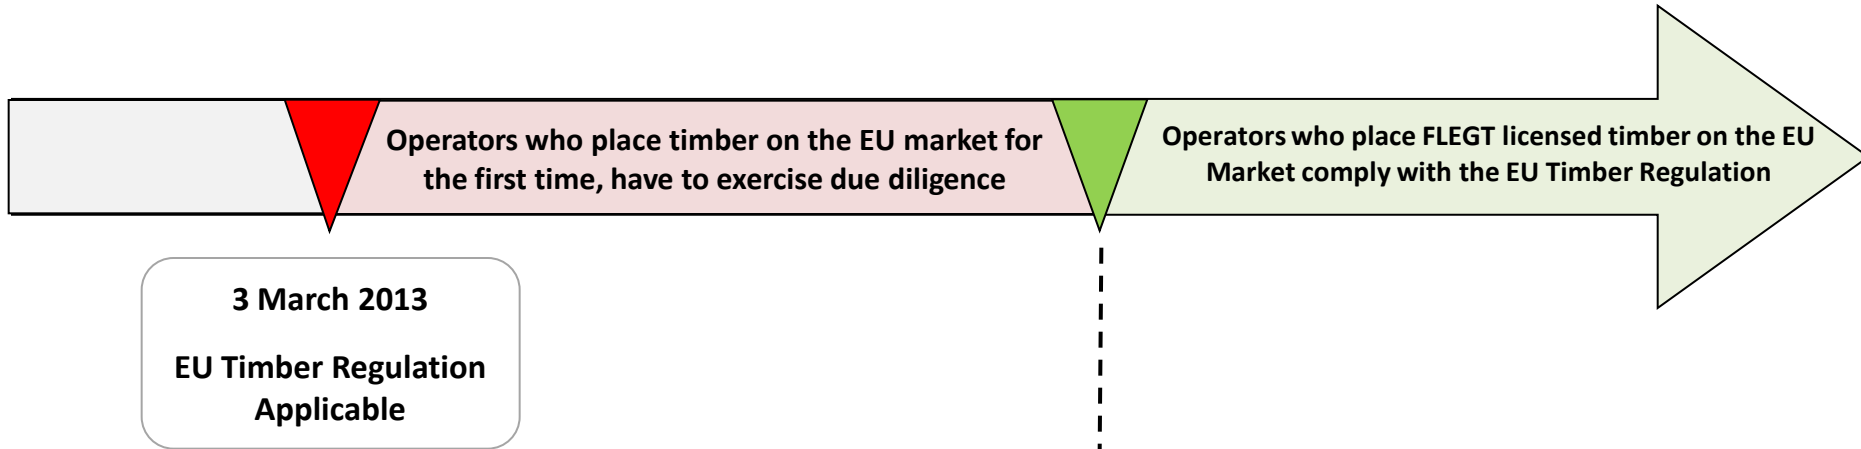 Operators who place timber on the EU market for
the first time, have to exercise due diligence
Operators who place FLEGT licensed timber on the EU
Market comply with the EU Timber Regulation
3 March 2013
EU Timber Regulation
Applicable